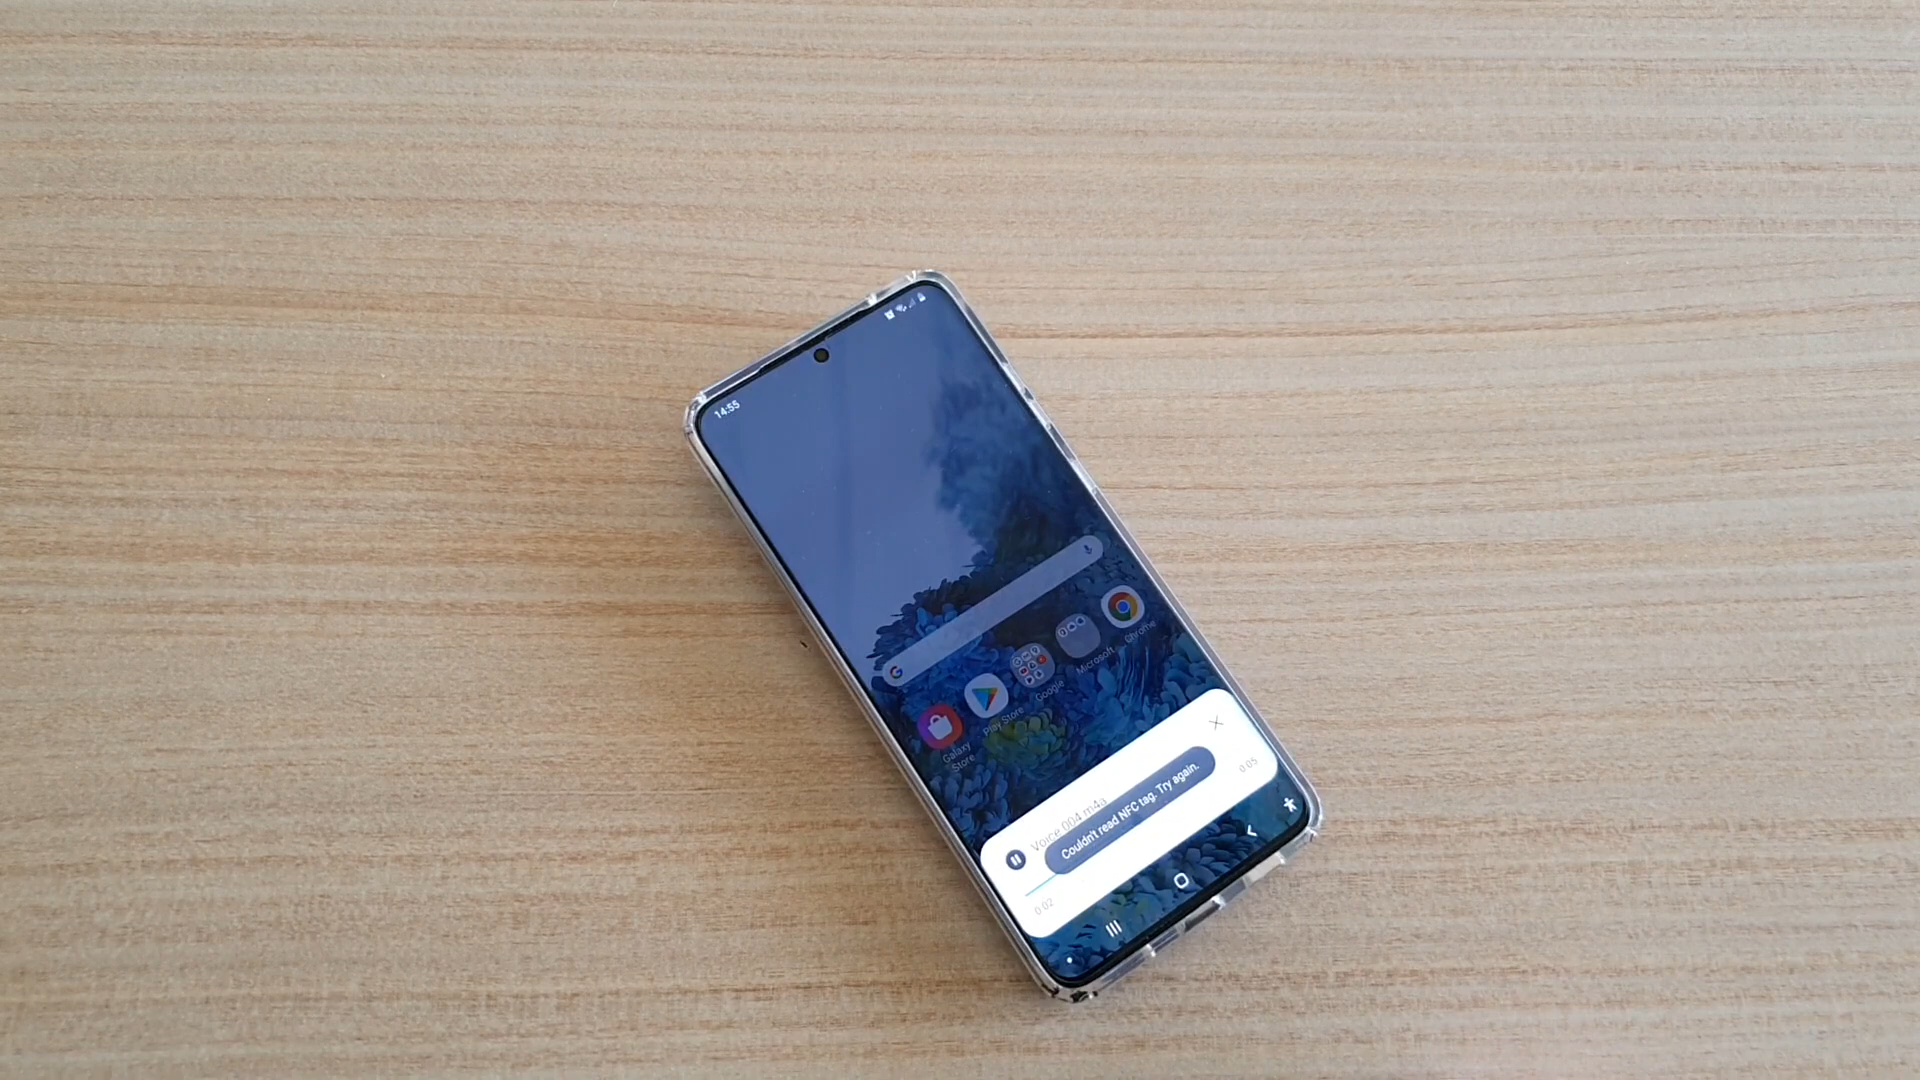 14:55
Galaxy
Store
Play Store
Google
Microsoft
Chrome
Voice 004.m4a
Couldn't read NFC tag. Try again.
0:02
0:05